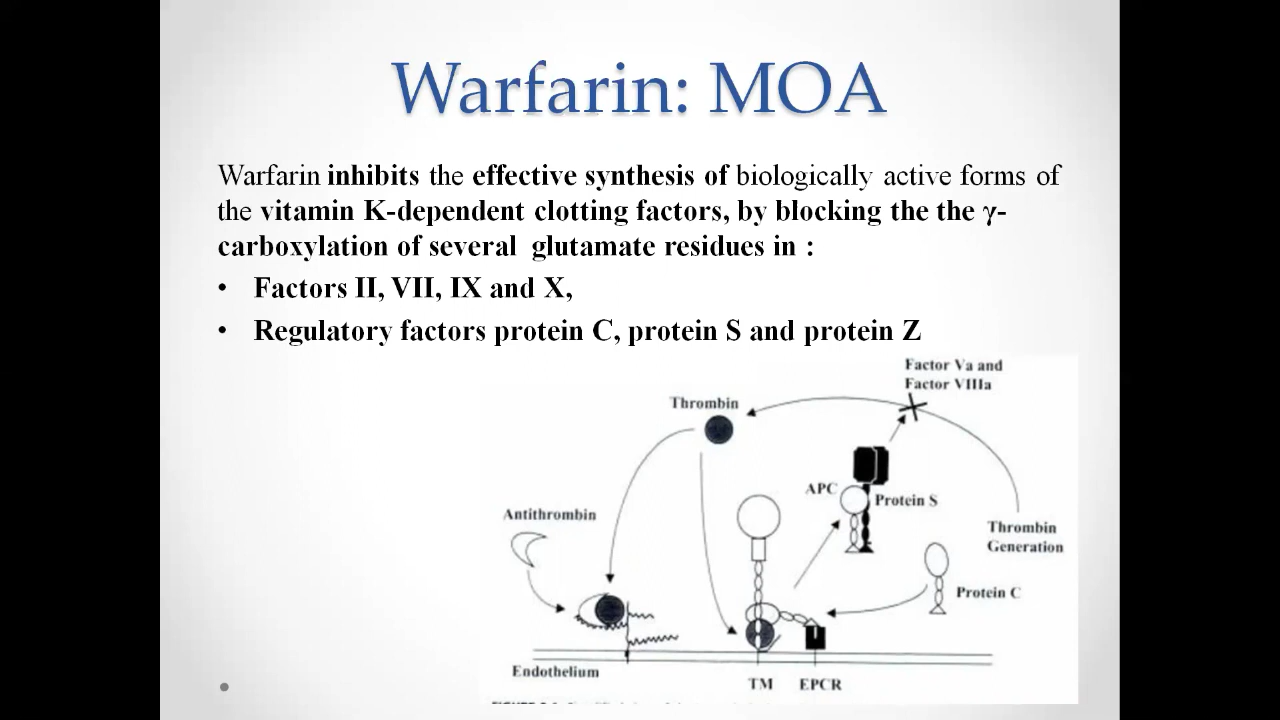 Warfarin: MOA
Warfarin inhibits the effective synthesis of biologically active forms of
the vitamin K-dependent clotting factors, by blocking the the γ-
carboxylation of several glutamate residues in :
• Factors II, VII, IX and X,
• Regulatory factors protein C, protein S and protein Z
Factor Va and
Factor VIIIa
Thrombin
APC
Protein S
Antithrombin
Thrombin
Generation
Protein C
Endothelium
TM
EPCR